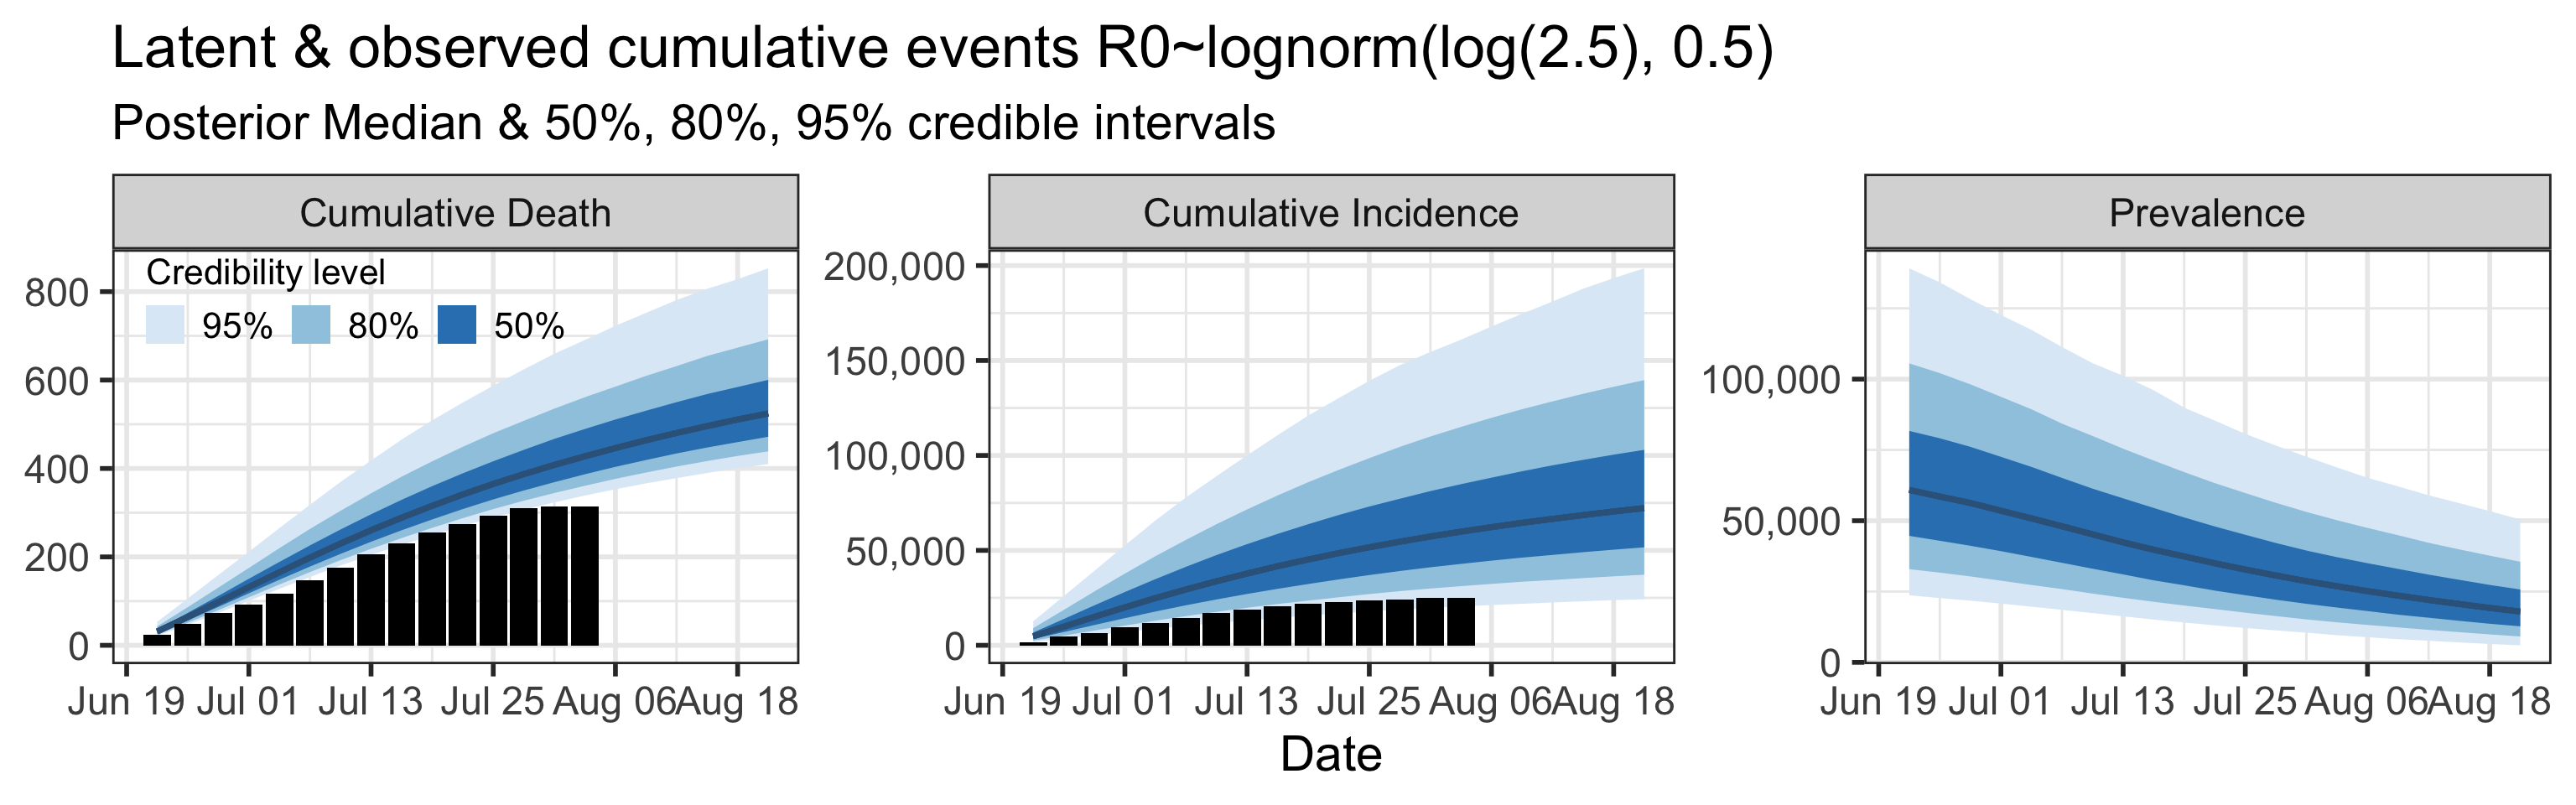 Latent & observed cumulative events R0~lognorm(log(2.5), 0.5)
Posterior Median & 50%, 80%, 95% credible intervals
Cumulative Death
Credibility level
95% 80% 50%
800
600
400
200
0
Jun 19 Jul 01 Jul 13 Jul 25 Aug 06 Aug 18
Cumulative Incidence
200,000
150,000
100,000
50,000
0
Jun 19 Jul 01 Jul 13 Jul 25 Aug 06 Aug 18
Prevalence
100,000
50,000
0
Jun 19 Jul 01 Jul 13 Jul 25 Aug 06 Aug 18
Date